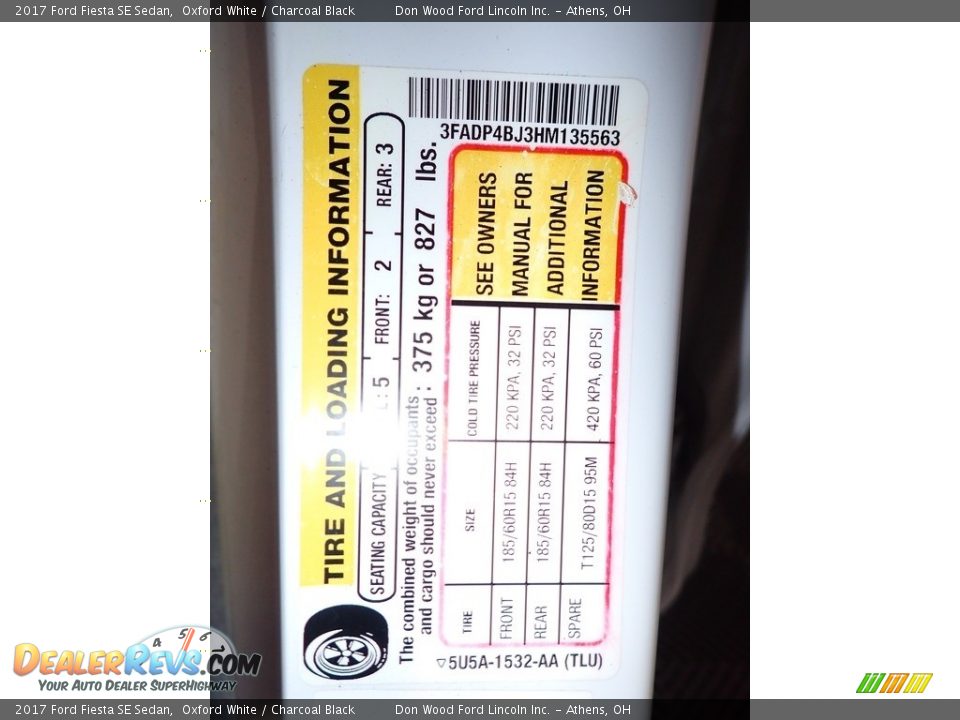 2017 Ford Fiesta SE Sedan, Oxford White / Charcoal Black Don Wood Ford Lincoln Inc. - Athens, OH
TIRE AND LOADING INFORMATION
SEATING CAPACITY : 5 FRONT: 2 REAR: 3
The combined weight of occupants
and cargo should never exceed : 375 kg or 827 lbs.
3FADP4BJ3HM135563
TIRE SIZE COLD TIRE PRESSURE
FRONT 185/60R15 84H 220 KPA, 32 PSI
REAR 185/60R15 84H 220 KPA, 32 PSI
SPARE T125/80D15 95M 420 KPA, 60 PSI
SEE OWNERS
MANUAL FOR
ADDITIONAL
INFORMATION
5U5A-1532-AA (TLU)
4 5 6
DEALERREVS.COM
YOUR AUTO DEALER SUPERHIGHWAY
2017 Ford Fiesta SE Sedan, Oxford White / Charcoal Black Don Wood Ford Lincoln Inc. - Athens, OH